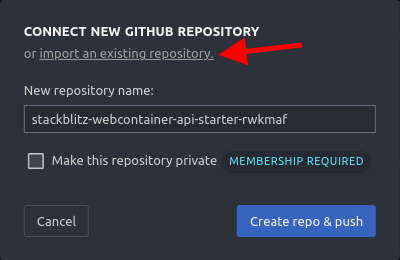 CONNECT NEW GITHUB REPOSITORY
or import an existing repository.
New repository name:
stackblitz-webcontainer-api-starter-rwkmaf
Make this repository private MEMBERSHIP REQUIRED
Cancel Create repo & push